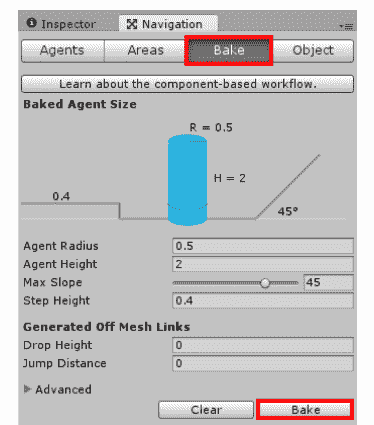 Inspector Navigation
Agents Areas Bake Object
Learn about the component-based workflow.
Baked Agent Size
R = 0.5
H = 2
0.4
45°
Agent Radius 0.5
Agent Height 2
Max Slope 45
Step Height 0.4
Generated Off Mesh Links
Drop Height 0
Jump Distance 0
Advanced
Clear Bake